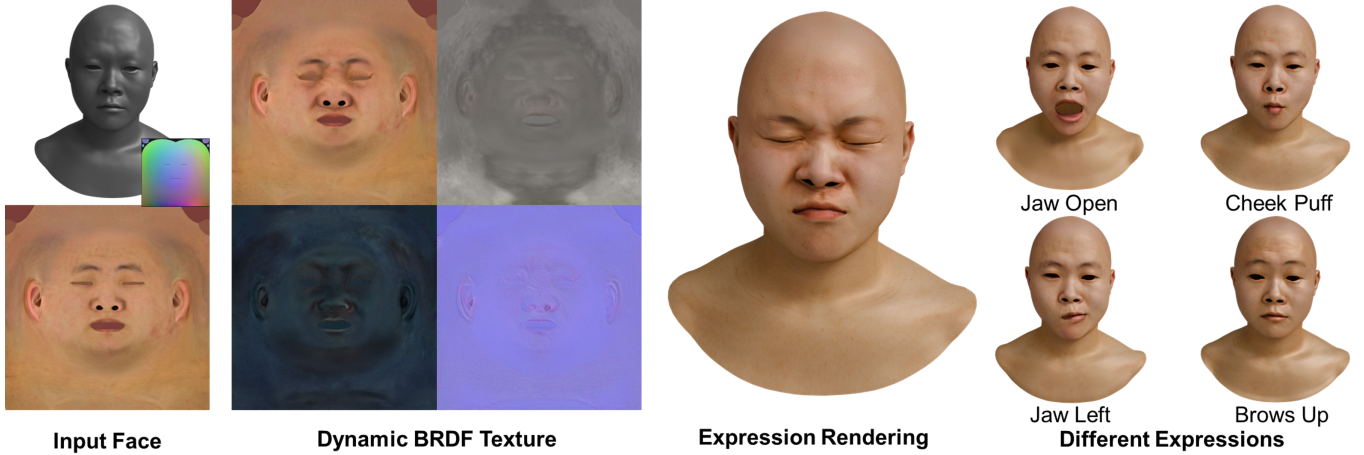 Jaw Open
Cheek Puff
Jaw Left
Brows Up
Input Face
Dynamic BRDF Texture
Expression Rendering
Different Expressions